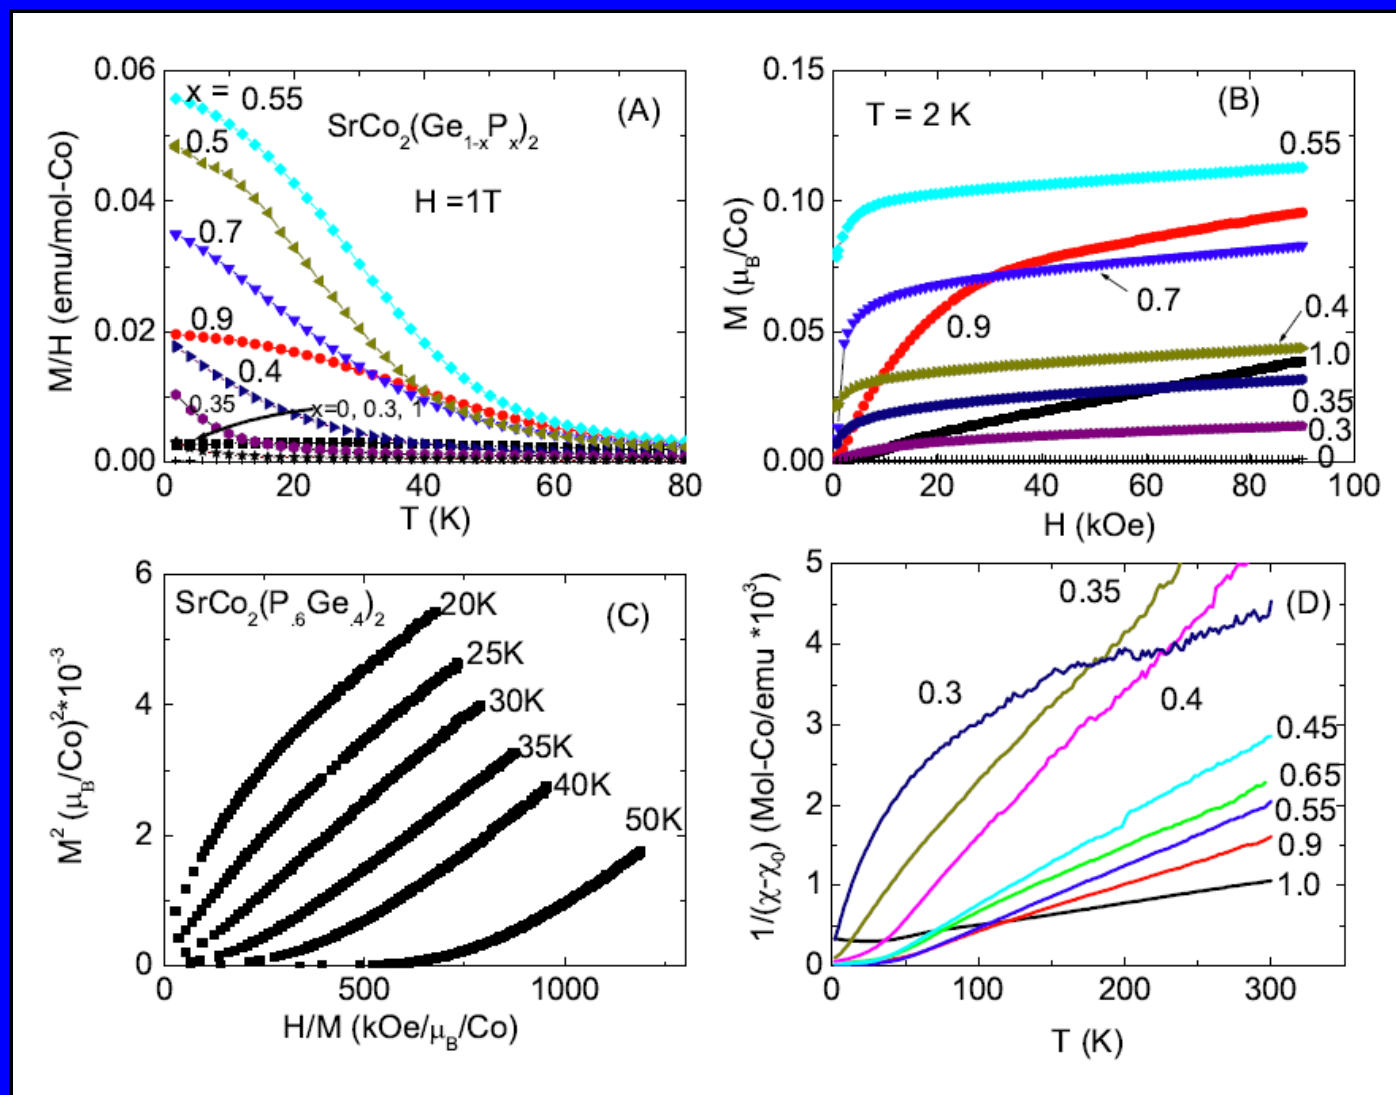 0.06
0.04
0.02
0.00
0
20
40
60
80
M/H (emu/mol-Co)
T (K)
x = 0.55
0.5
0.7
0.9
0.4
0.35
x=0, 0.3, 1
SrCo₂(Ge₁₋ₓPₓ)₂
H =1T
(A)
0.15
0.10
0.05
0.00
0
20
40
60
80
100
M (μB/Co)
H (kOe)
T = 2 K
(B)
0.55
0.9
0.7
0.4
1.0
0.35
0.3
0
6
4
2
0
0
500
1000
M² (μB/Co)²*10⁻³
H/M (kOe/μB/Co)
SrCo₂(P.₆Ge.₄)₂
(C)
20K
25K
30K
35K
40K
50K
5
4
3
2
1
0
0
100
200
300
1/(χ-χ₀) (Mol-Co/emu *10³)
T (K)
(D)
0.35
0.3
0.4
0.45
0.65
0.55
0.9
1.0